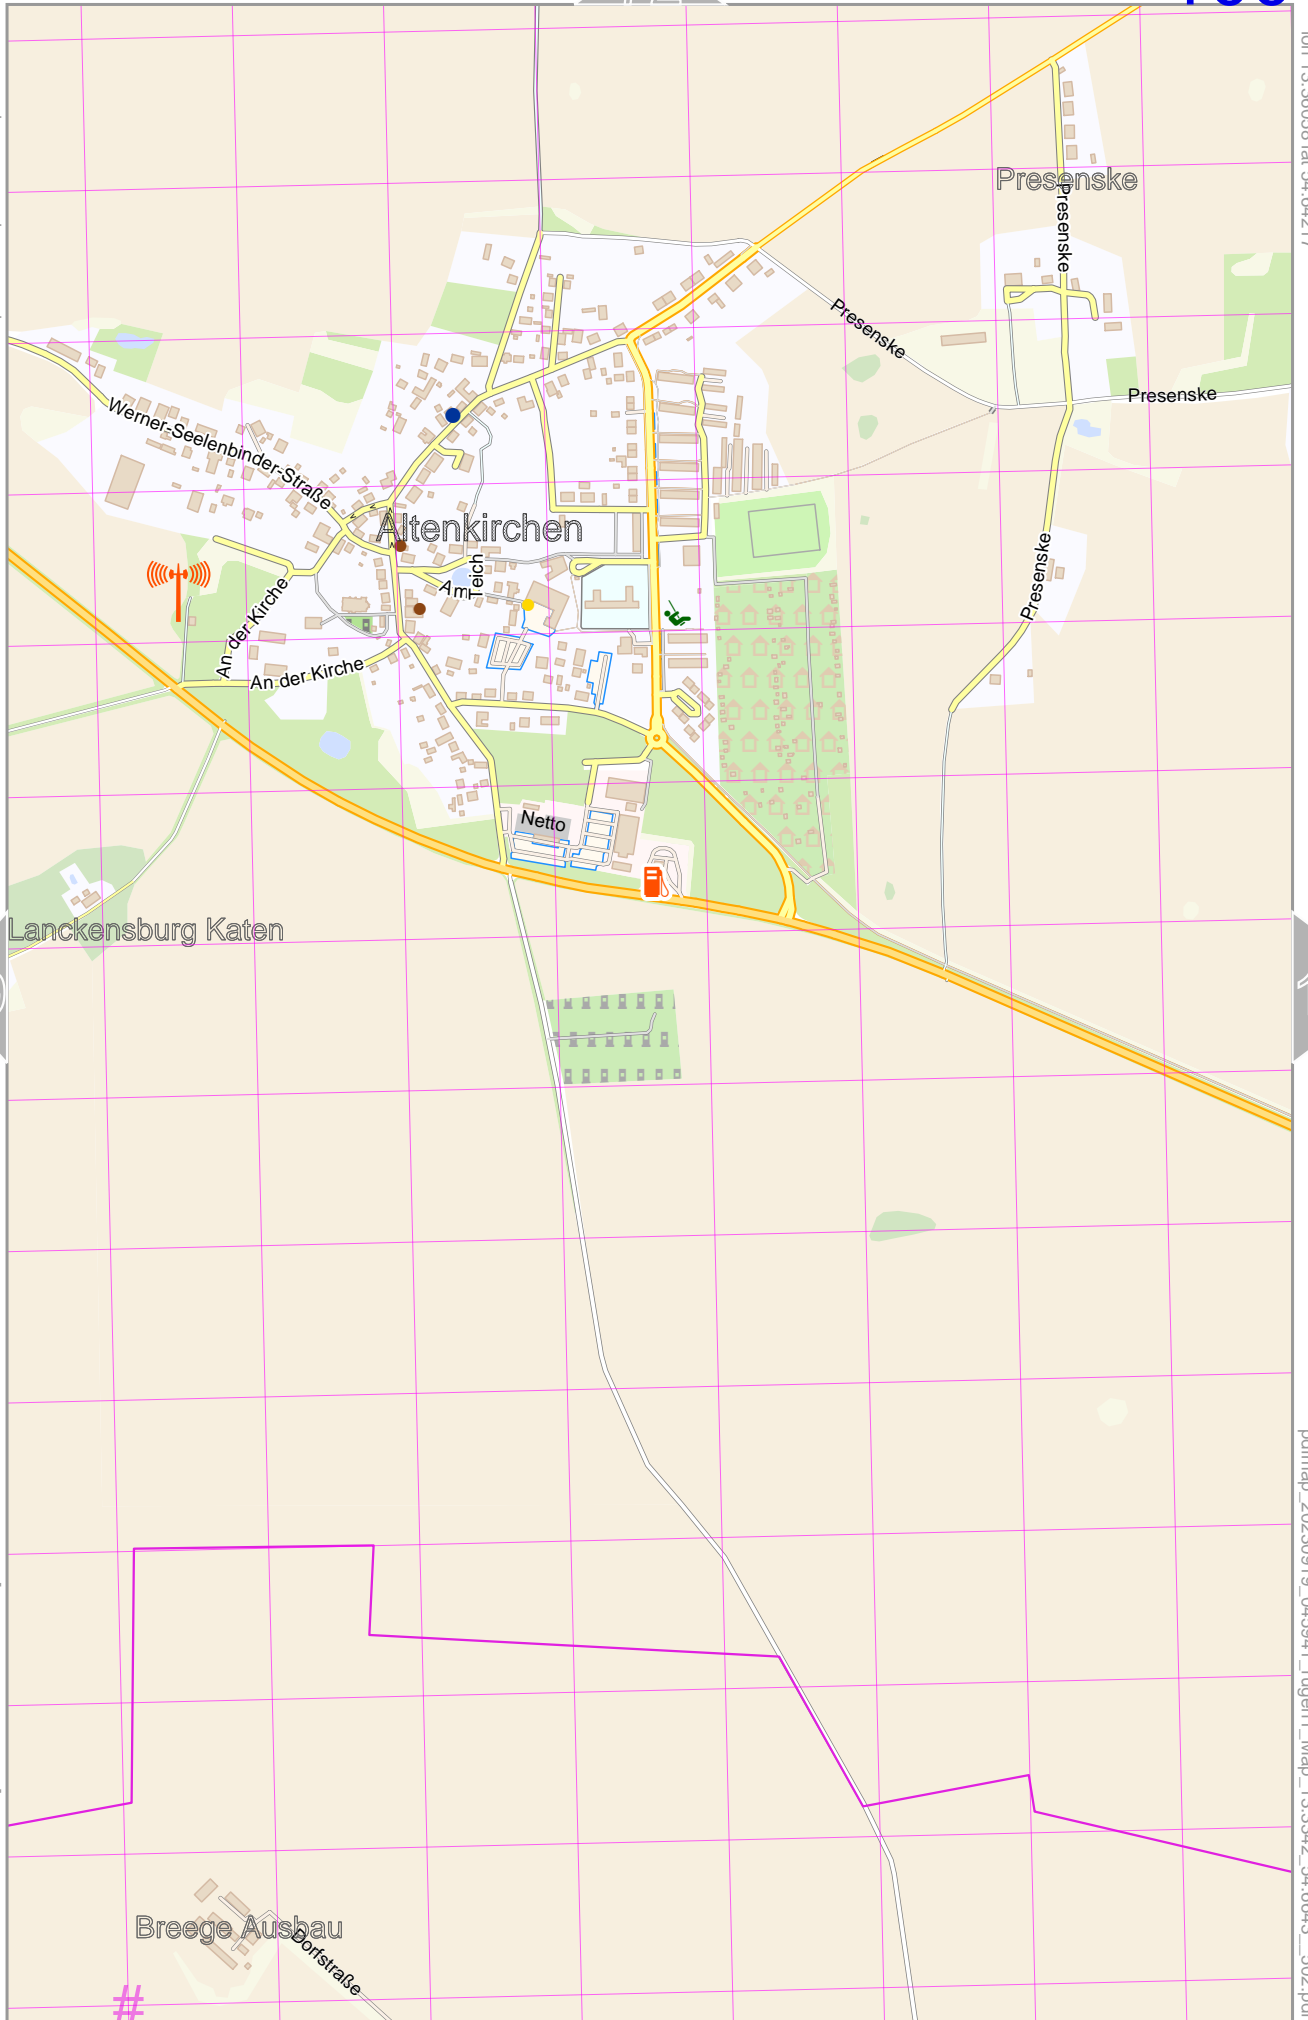 Presenske
Presenske
Presenske
Presenske
Werner-Seelenbinder-Straße
Altenkirchen
Am Teich
Presenske
An der Kirche
An der Kirche
Netto
Lanckensburg Katen
Breege Ausbau
Dorfstraße
#